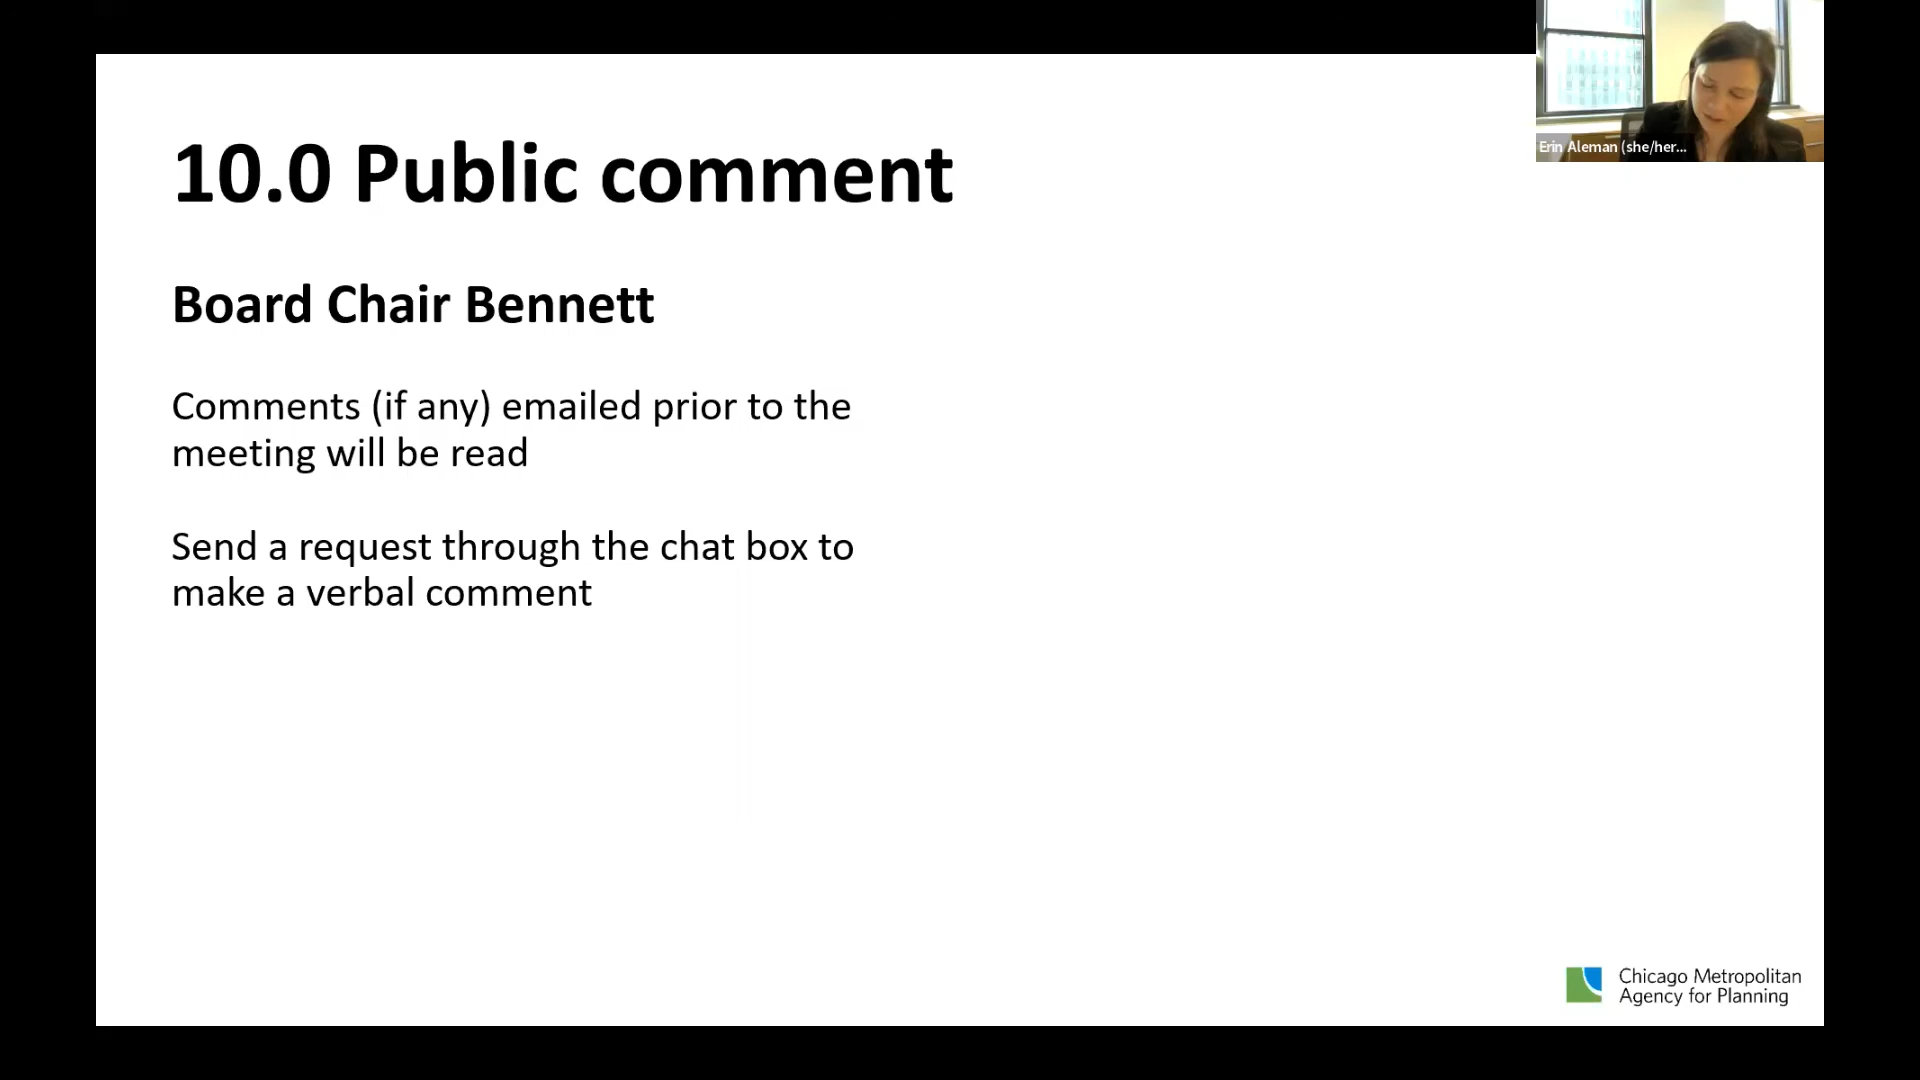 Erin Aleman (she/her...
10.0 Public comment
Board Chair Bennett
Comments (if any) emailed prior to the
meeting will be read
Send a request through the chat box to
make a verbal comment
Chicago Metropolitan
Agency for Planning